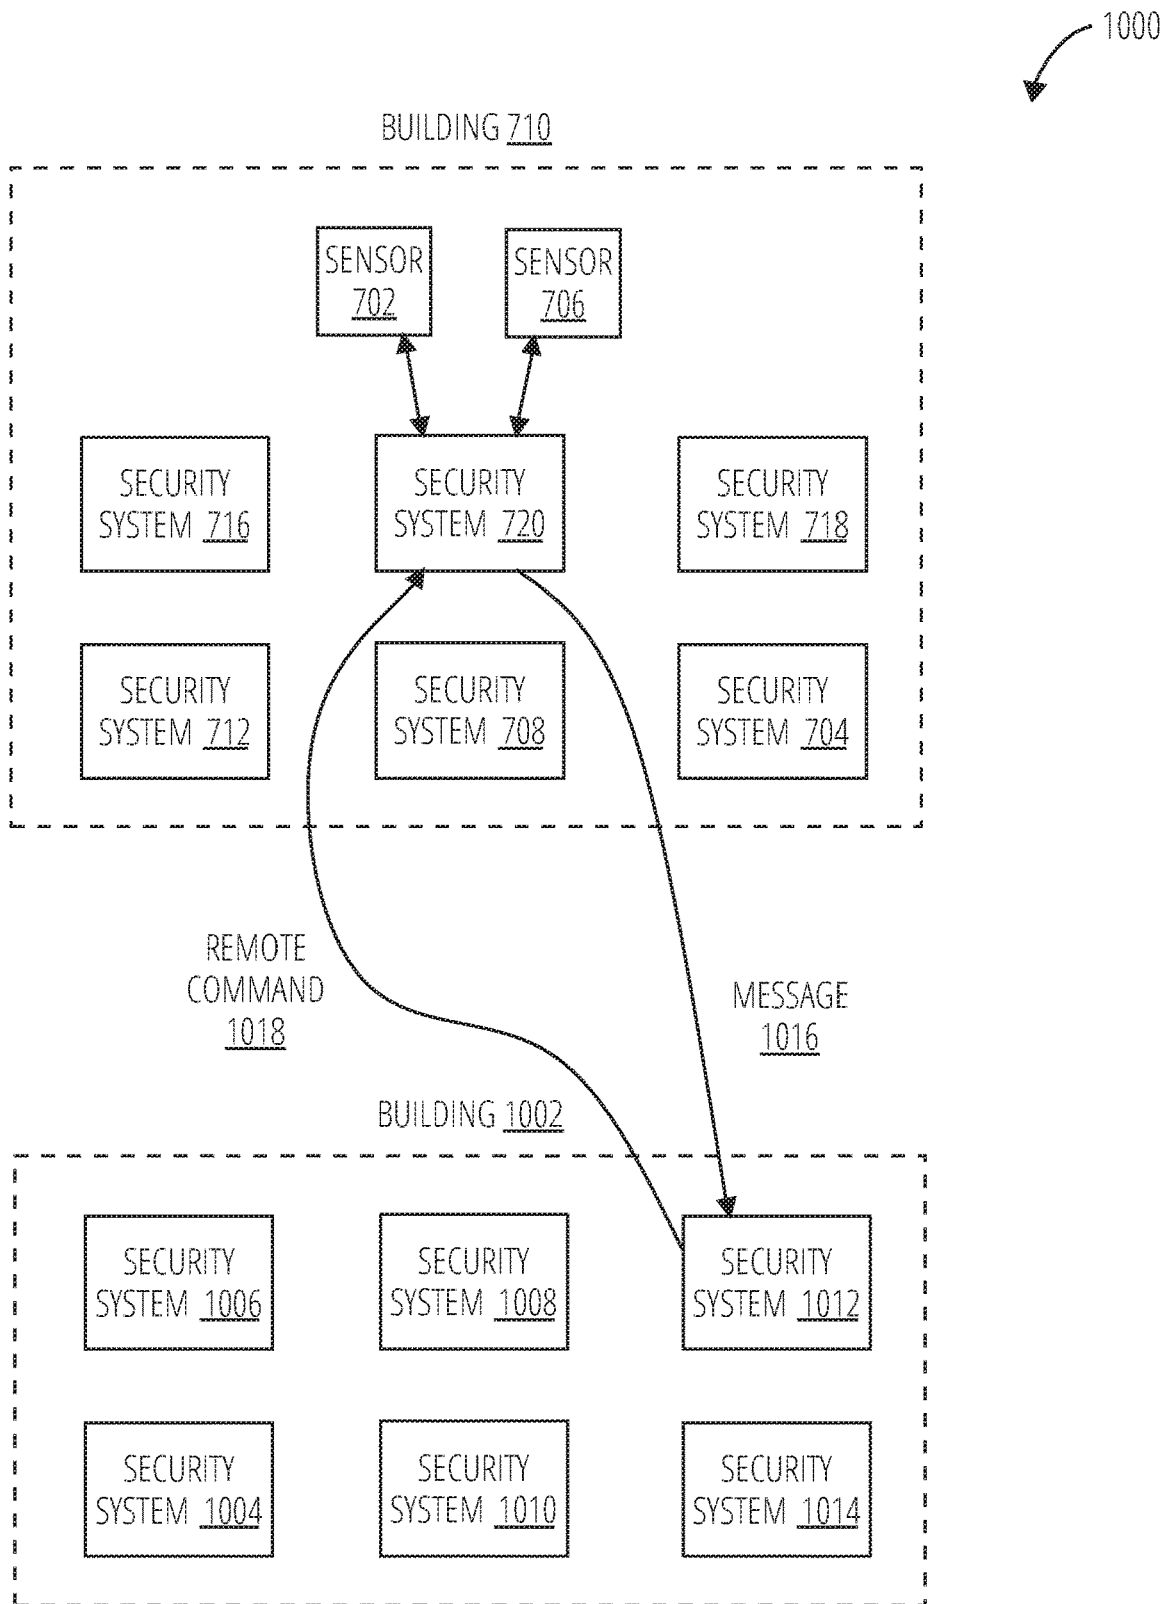 1000
BUILDING 710
SENSOR
702
SENSOR
706
SECURITY
SYSTEM 716
SECURITY
SYSTEM 720
SECURITY
SYSTEM 718
SECURITY
SYSTEM 712
SECURITY
SYSTEM 708
SECURITY
SYSTEM 704
REMOTE
COMMAND
1018
MESSAGE
1016
BUILDING 1002
SECURITY
SYSTEM 1006
SECURITY
SYSTEM 1008
SECURITY
SYSTEM 1012
SECURITY
SYSTEM 1004
SECURITY
SYSTEM 1010
SECURITY
SYSTEM 1014